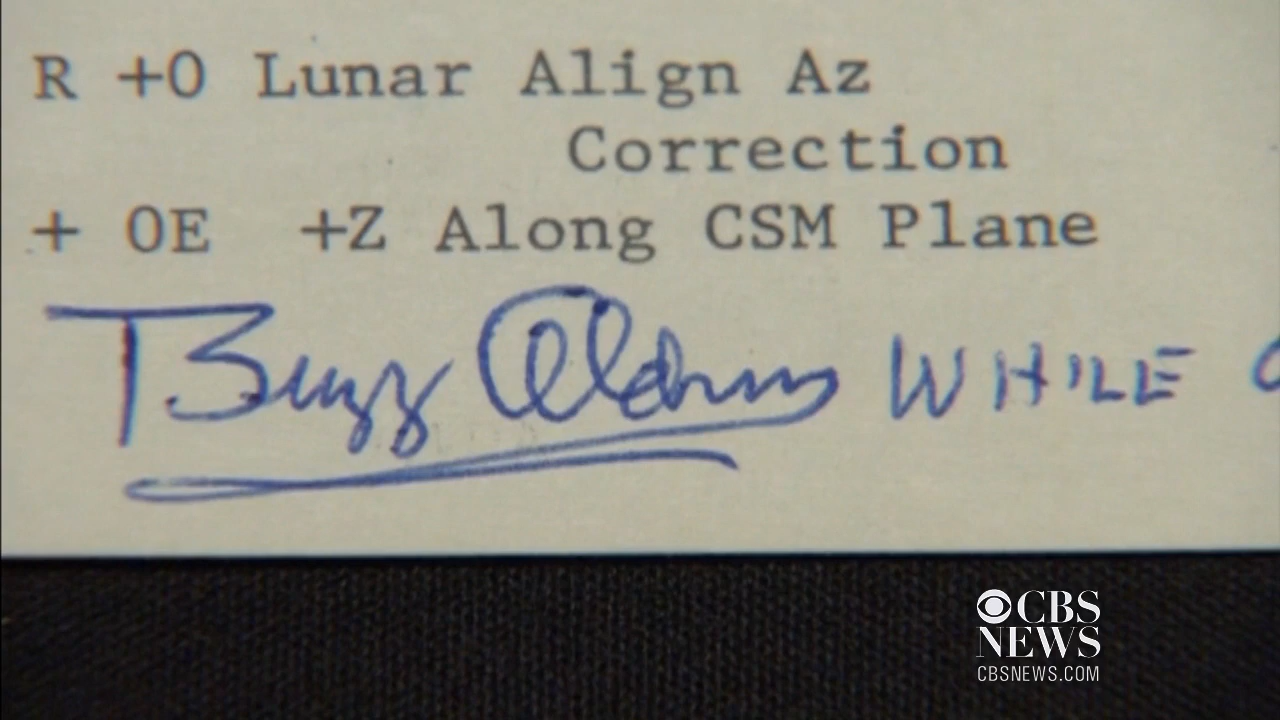 R +0 Lunar Align Az
Correction
+ OE +Z Along CSM Plane
Buzz Aldrin WHILE
CBS
NEWS
CBSNEWS.COM